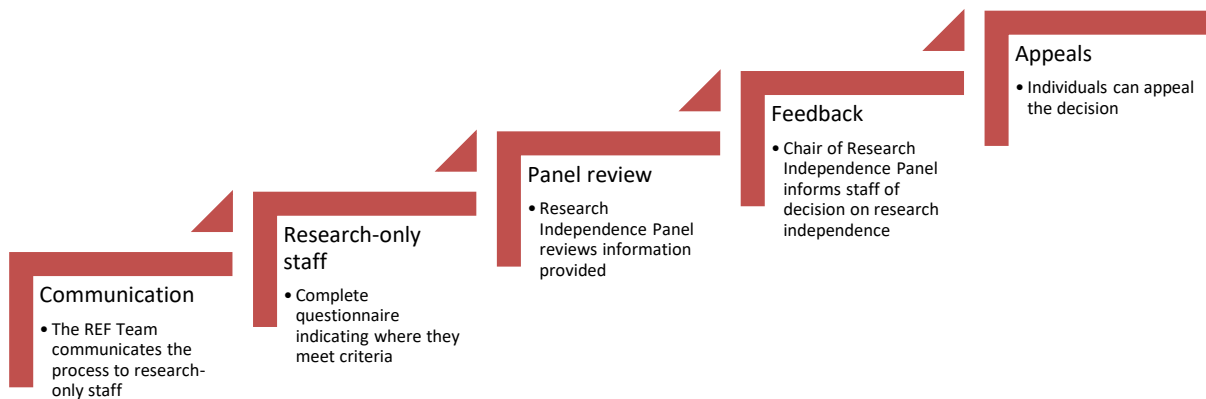 Communication
• The REF Team
communicates the
process to research-
only staff
Research-only
staff
• Complete
questionnaire
indicating where they
meet criteria
Panel review
• Research
Independence Panel
reviews information
provided
Feedback
• Chair of Research
Independence Panel
informs staff of
decision on research
independence
Appeals
• Individuals can appeal
the decision